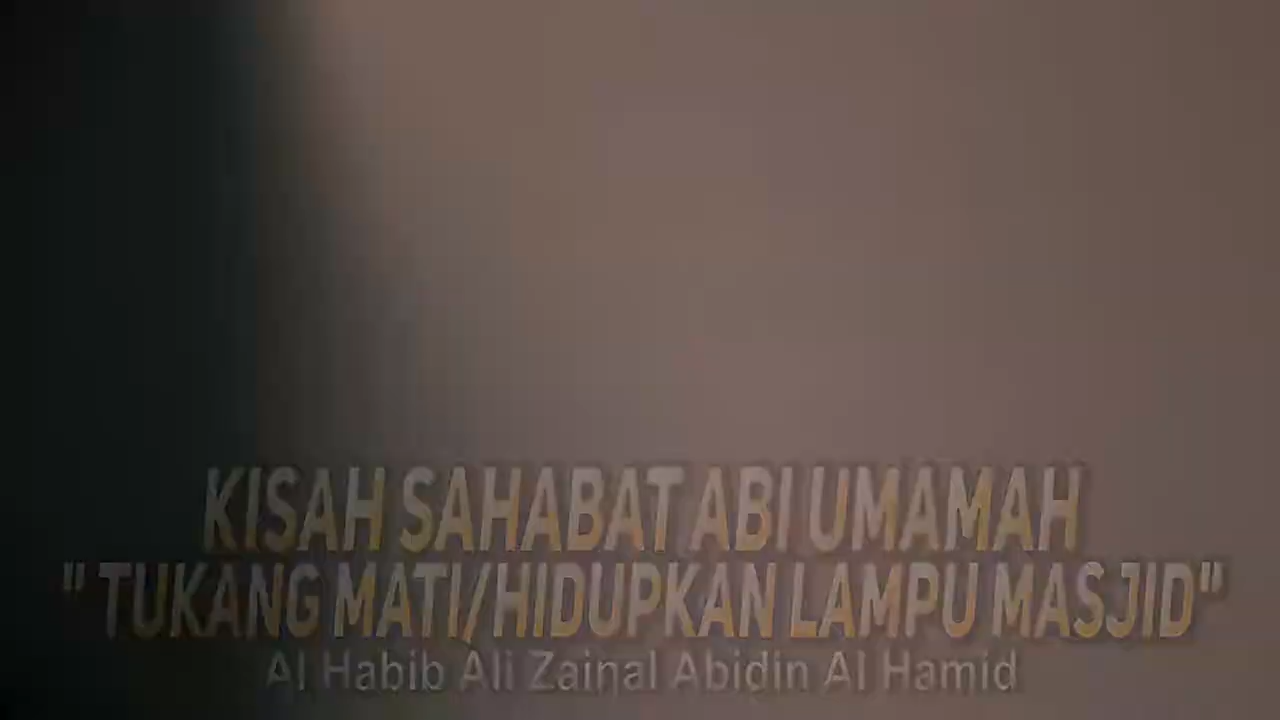 KISAH SAHABAT ABI UMAMAH
" TUKANG MATI/HIDUPKAN LAMPU MASJID"
Al Habib Ali Zainal Abidin Al Hamid